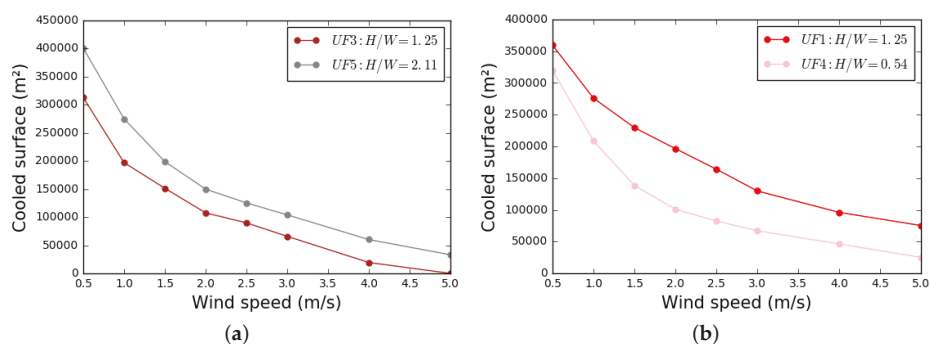 450000
400000
350000
300000
250000
200000
150000
100000
50000
0
Cooled surface (m²)
UF3: H/W=1.25
UF5: H/W=2.11
0.5 1.0 1.5 2.0 2.5 3.0 3.5 4.0 4.5 5.0
Wind speed (m/s)
(a)
400000
350000
300000
250000
200000
150000
100000
50000
0
Cooled surface (m²)
UF1: H/W=1.25
UF4: H/W=0.54
0.5 1.0 1.5 2.0 2.5 3.0 3.5 4.0 4.5 5.0
Wind speed (m/s)
(b)